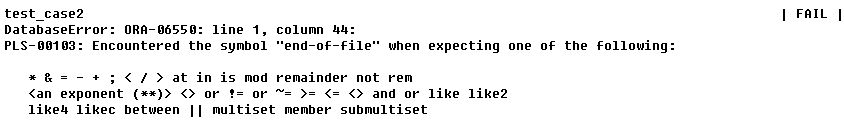 test_case2 | FAIL |
DatabaseError: ORA-06550: line 1, column 44:
PLS-00103: Encountered the symbol "end-of-file" when expecting one of the following:
* & = - + ; < / > at in is mod remainder not rem
<an exponent (**)> <> or != or ~= >= <= <> and or like like2
like4 likec between || multiset member submultiset